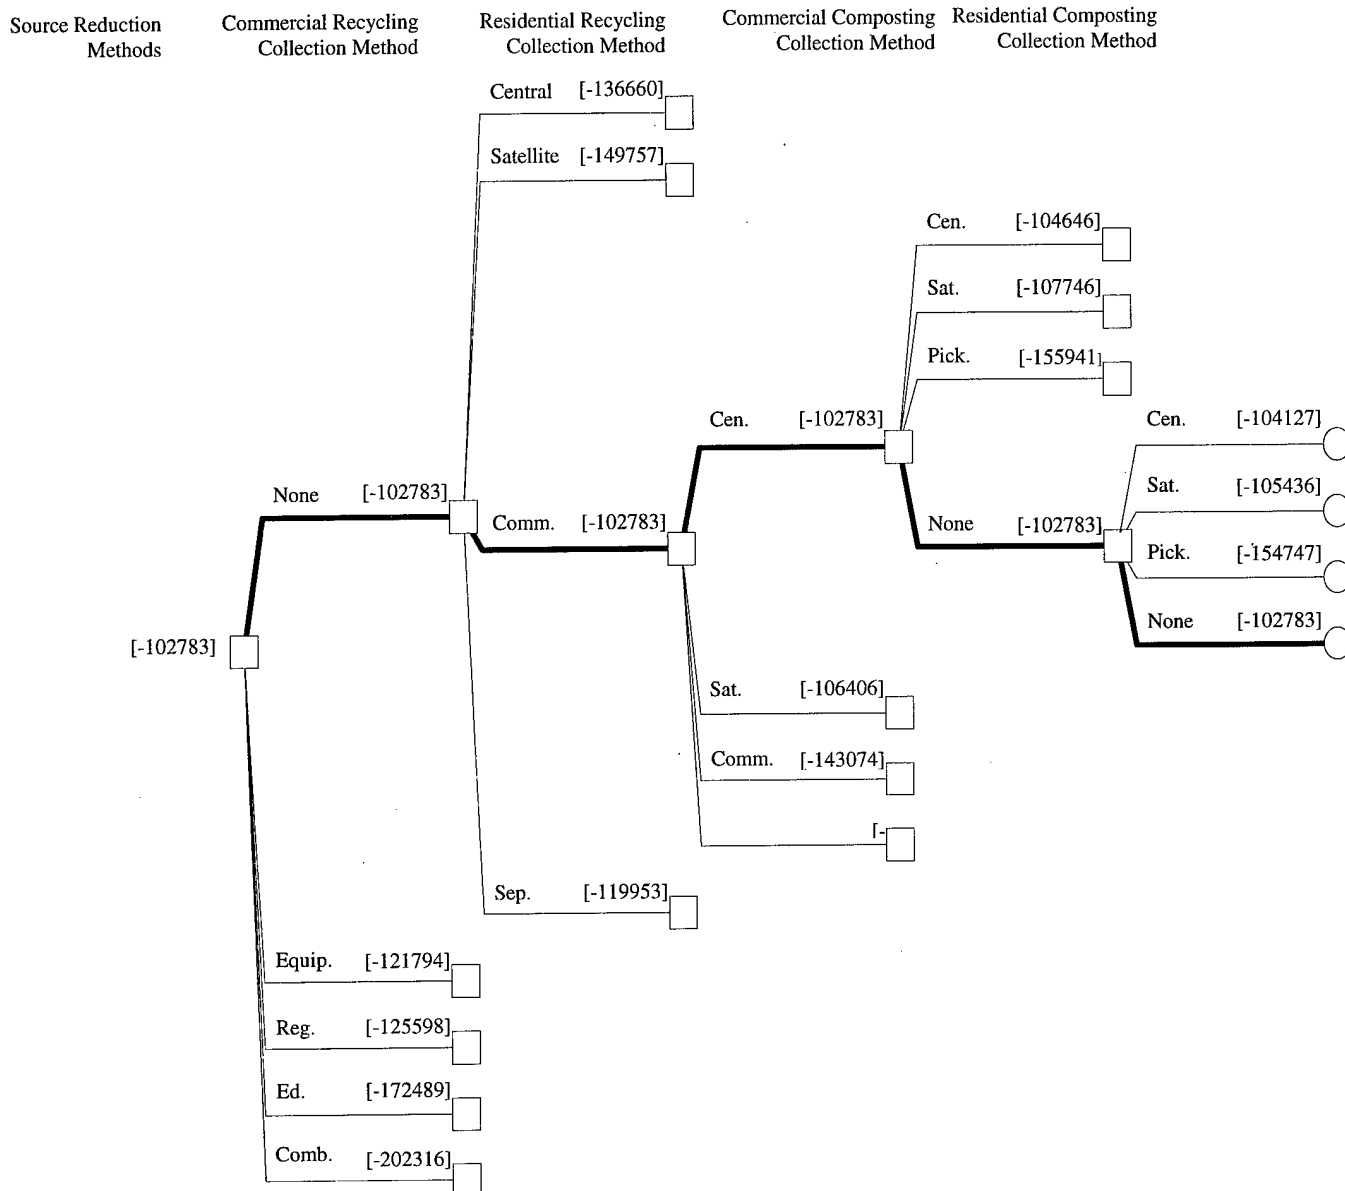 Source Reduction
Methods
Commercial Recycling
Collection Method
Residential Recycling
Collection Method
Commercial Composting
Collection Method
Residential Composting
Collection Method
Central [-136660]
Satellite [-149757]
Cen. [-104646]
Sat. [-107746]
Pick. [-155941]
Cen. [-102783]
Cen. [-104127]
None [-102783]
Comm. [-102783]
None [-102783]
Sat. [-105436]
Pick. [-154747]
None [-102783]
[-102783]
Sat. [-106406]
Comm. [-143074]
[-
Sep. [-119953]
Equip. [-121794]
Reg. [-125598]
Ed. [-172489]
Comb. [-202316]